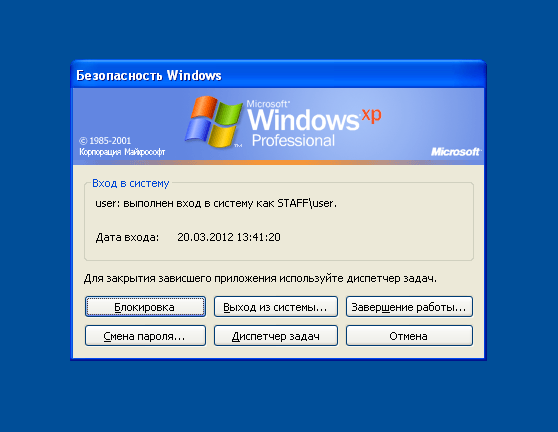 Безопасность Windows
Microsoft®
Windows xp
Professional
© 1985-2001
Корпорация Майкрософт
Microsoft
Вход в систему
user: выполнен вход в систему как STAFF\user.
Дата входа: 20.03.2012 13:41:20
Для закрытия зависшего приложения используйте диспетчер задач.
Блокировка Выход из системы... Завершение работы...
Смена пароля... Диспетчер задач Отмена